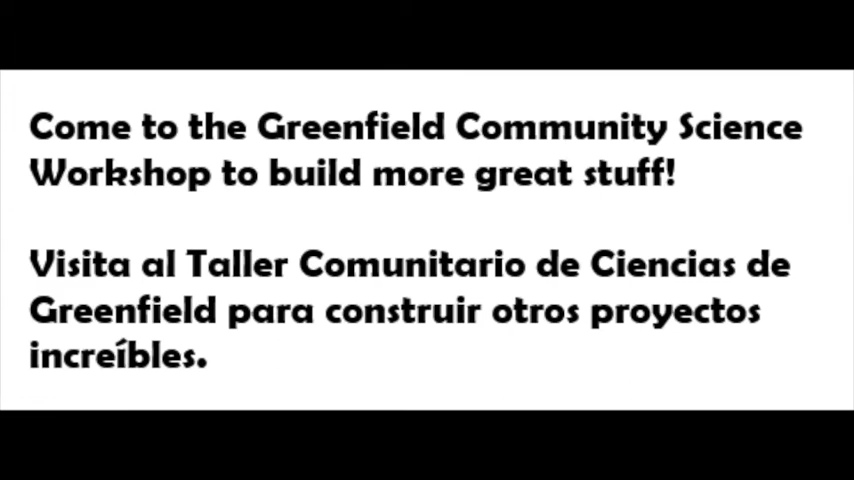 Come to the Greenfield Community Science
Workshop to build more great stuff!
Visita al Taller Comunitario de Ciencias de
Greenfield para construir otros proyectos
increíbles.